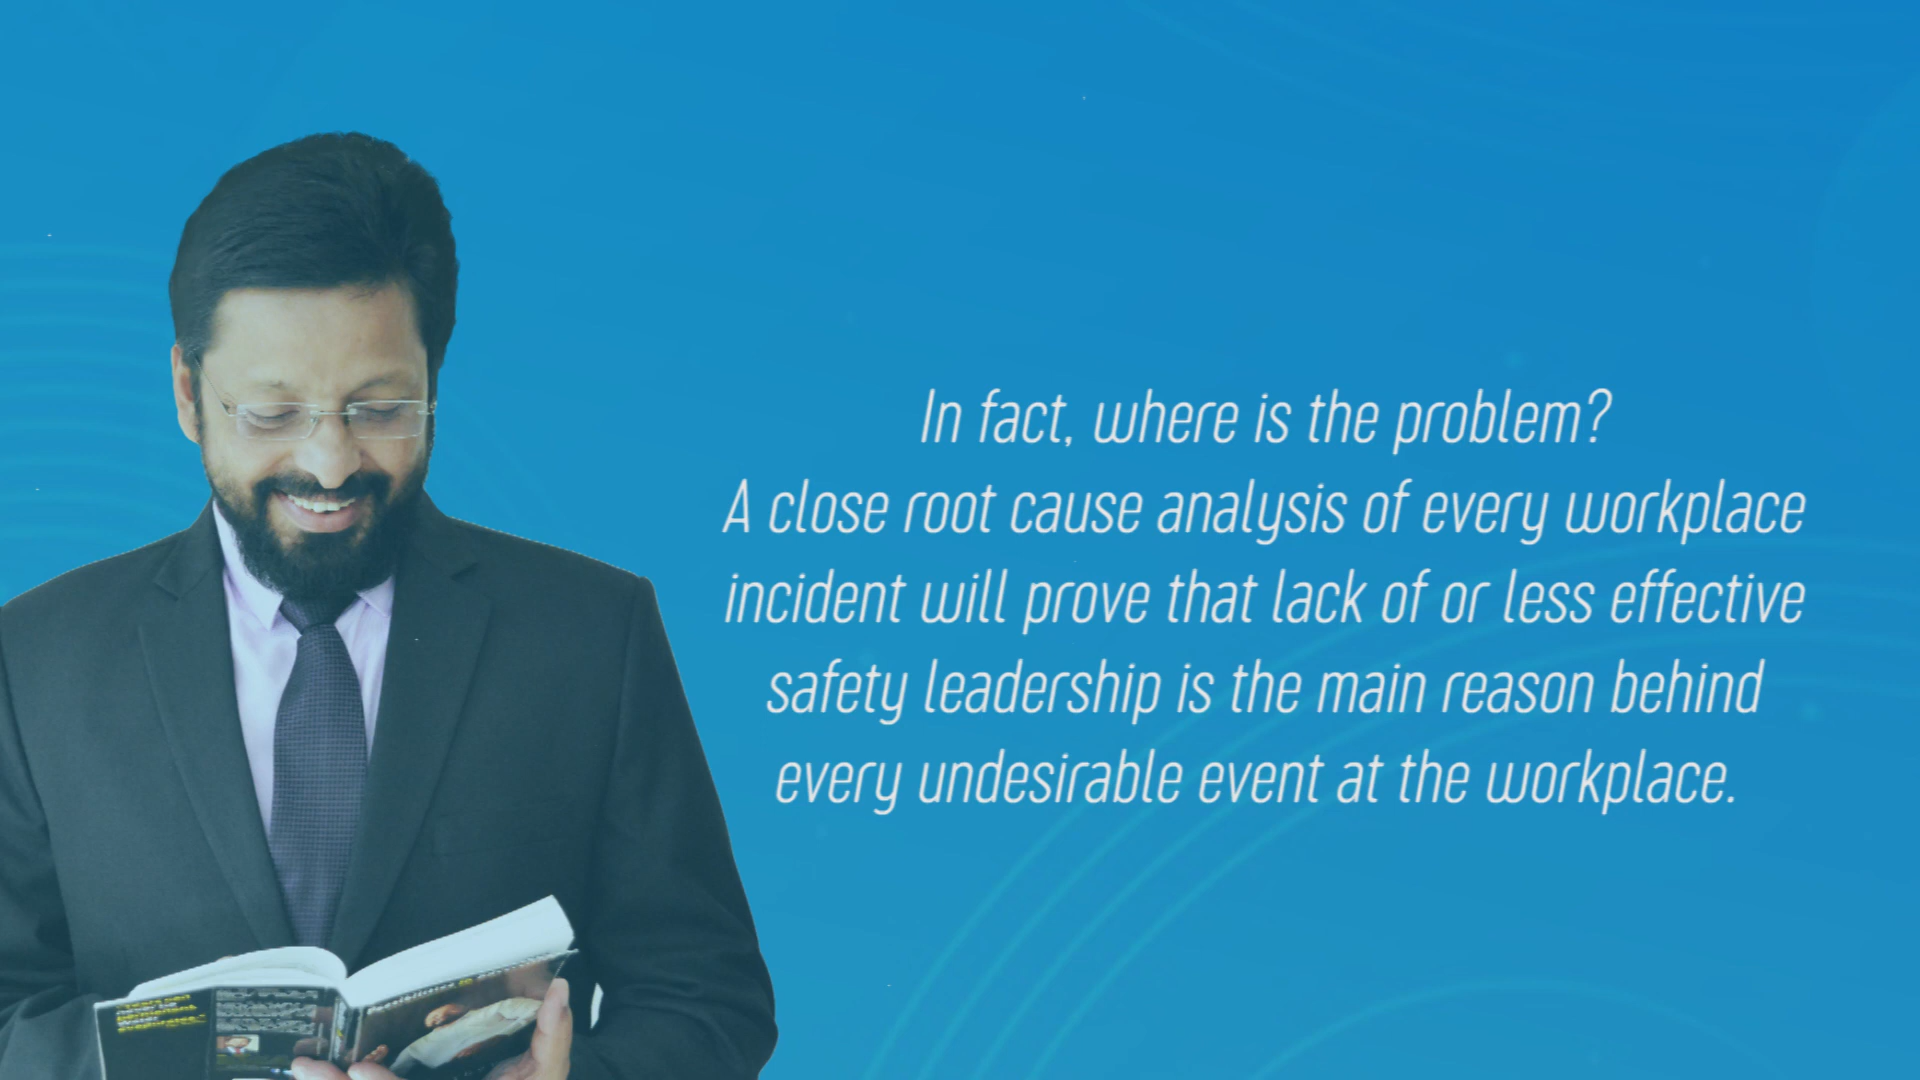 In fact, where is the problem?
A close root cause analysis of every workplace
incident will prove that lack of or less effective
safety leadership is the main reason behind
every undesirable event at the workplace.